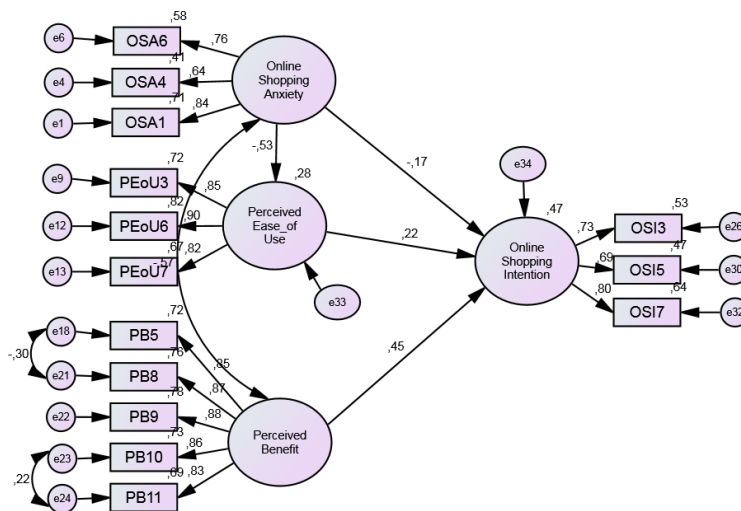 ,58
e6
OSA6
,76
,41
e4
OSA4
,64
,71
e1
OSA1
,84
Online
Shopping
Anxiety
-,53
-,17
,72
e9
PEoU3
,85
,82
e12
PEoU6
,90
,67
e13
PEoU7
,82
-,57
,28
Perceived
Ease_of
Use
e33
,22
e34
,47
Online
Shopping
Intention
,73
,53
OSI3
e26
,69
,47
OSI5
e30
,80
,64
OSI7
e32
,72
e18
PB5
,85
-,30
,76
e21
PB8
,87
,78
e22
PB9
,88
,73
e23
PB10
,86
,22
,69
e24
PB11
,83
Perceived
Benefit
,45